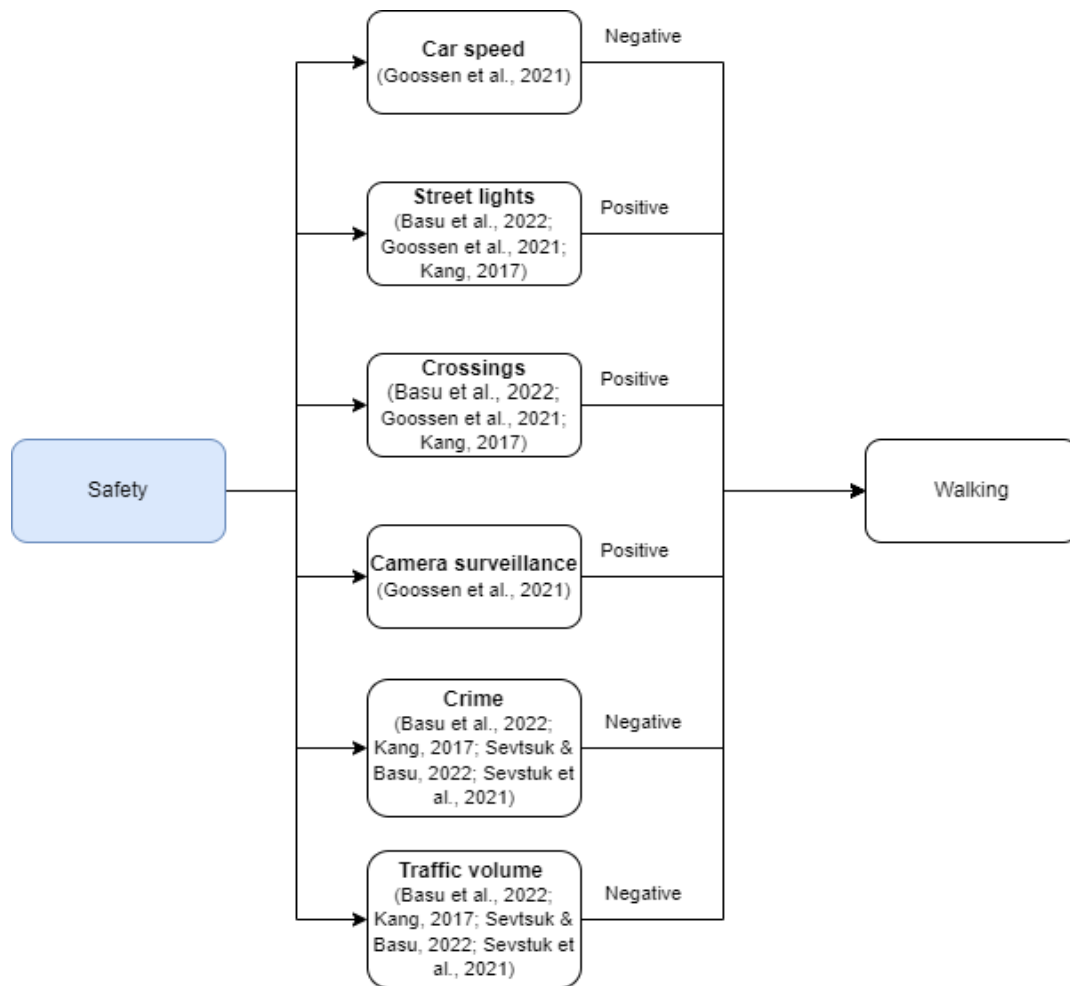 Car speed
(Goossen et al., 2021)
Negative
Street lights
(Basu et al., 2022;
Goossen et al., 2021;
Kang, 2017)
Positive
Crossings
(Basu et al., 2022;
Goossen et al., 2021;
Kang, 2017)
Positive
Safety
Walking
Camera surveillance
(Goossen et al., 2021)
Positive
Crime
(Basu et al., 2022;
Kang, 2017; Sevtsuk &
Basu, 2022; Sevstuk et
al., 2021)
Negative
Traffic volume
(Basu et al., 2022;
Kang, 2017; Sevtsuk &
Basu, 2022; Sevstuk et
al., 2021)
Negative